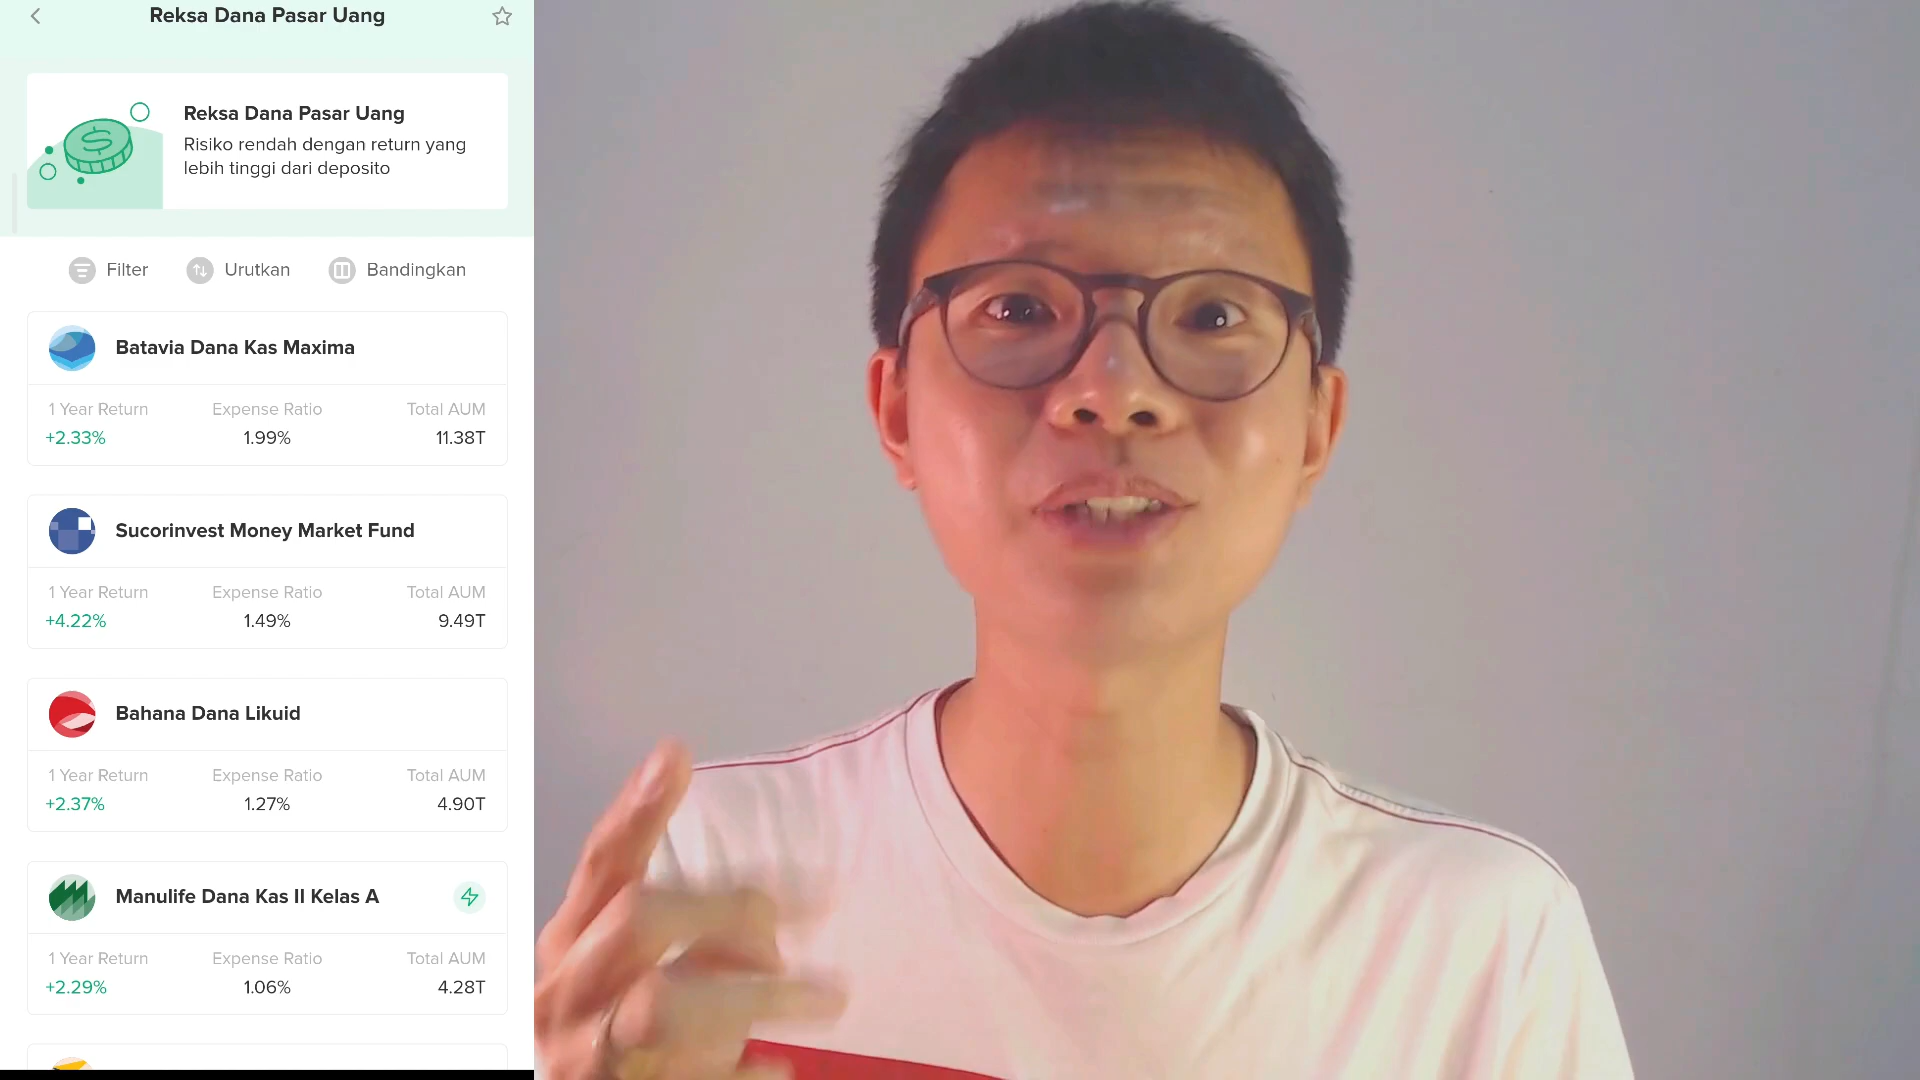 Reksa Dana Pasar Uang
Reksa Dana Pasar Uang
Risiko rendah dengan return yang
lebih tinggi dari deposito
Filter Urutkan Bandingkan
Batavia Dana Kas Maxima
1 Year Return Expense Ratio Total AUM
+2.33% 1.99% 11.38T
Sucorinvest Money Market Fund
1 Year Return Expense Ratio Total AUM
+4.22% 1.49% 9.49T
Bahana Dana Likuid
1 Year Return Expense Ratio Total AUM
+2.37% 1.27% 4.90T
Manulife Dana Kas II Kelas A
1 Year Return Expense Ratio Total AUM
+2.29% 1.06% 4.28T